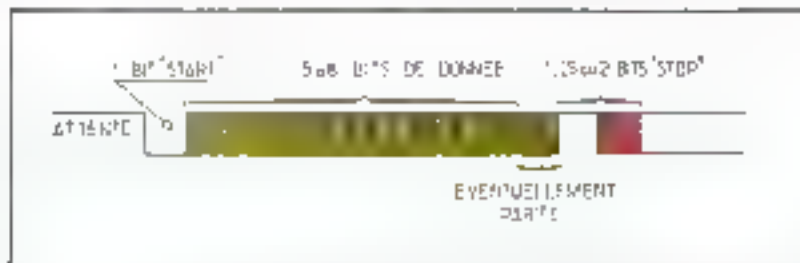 1 BIT "START"
5 à 8 BITS DE DONNEE
1,1.5 ou 2 BITS "STOP"
ATTENTE
EVENTUELLEMENT
PARITE